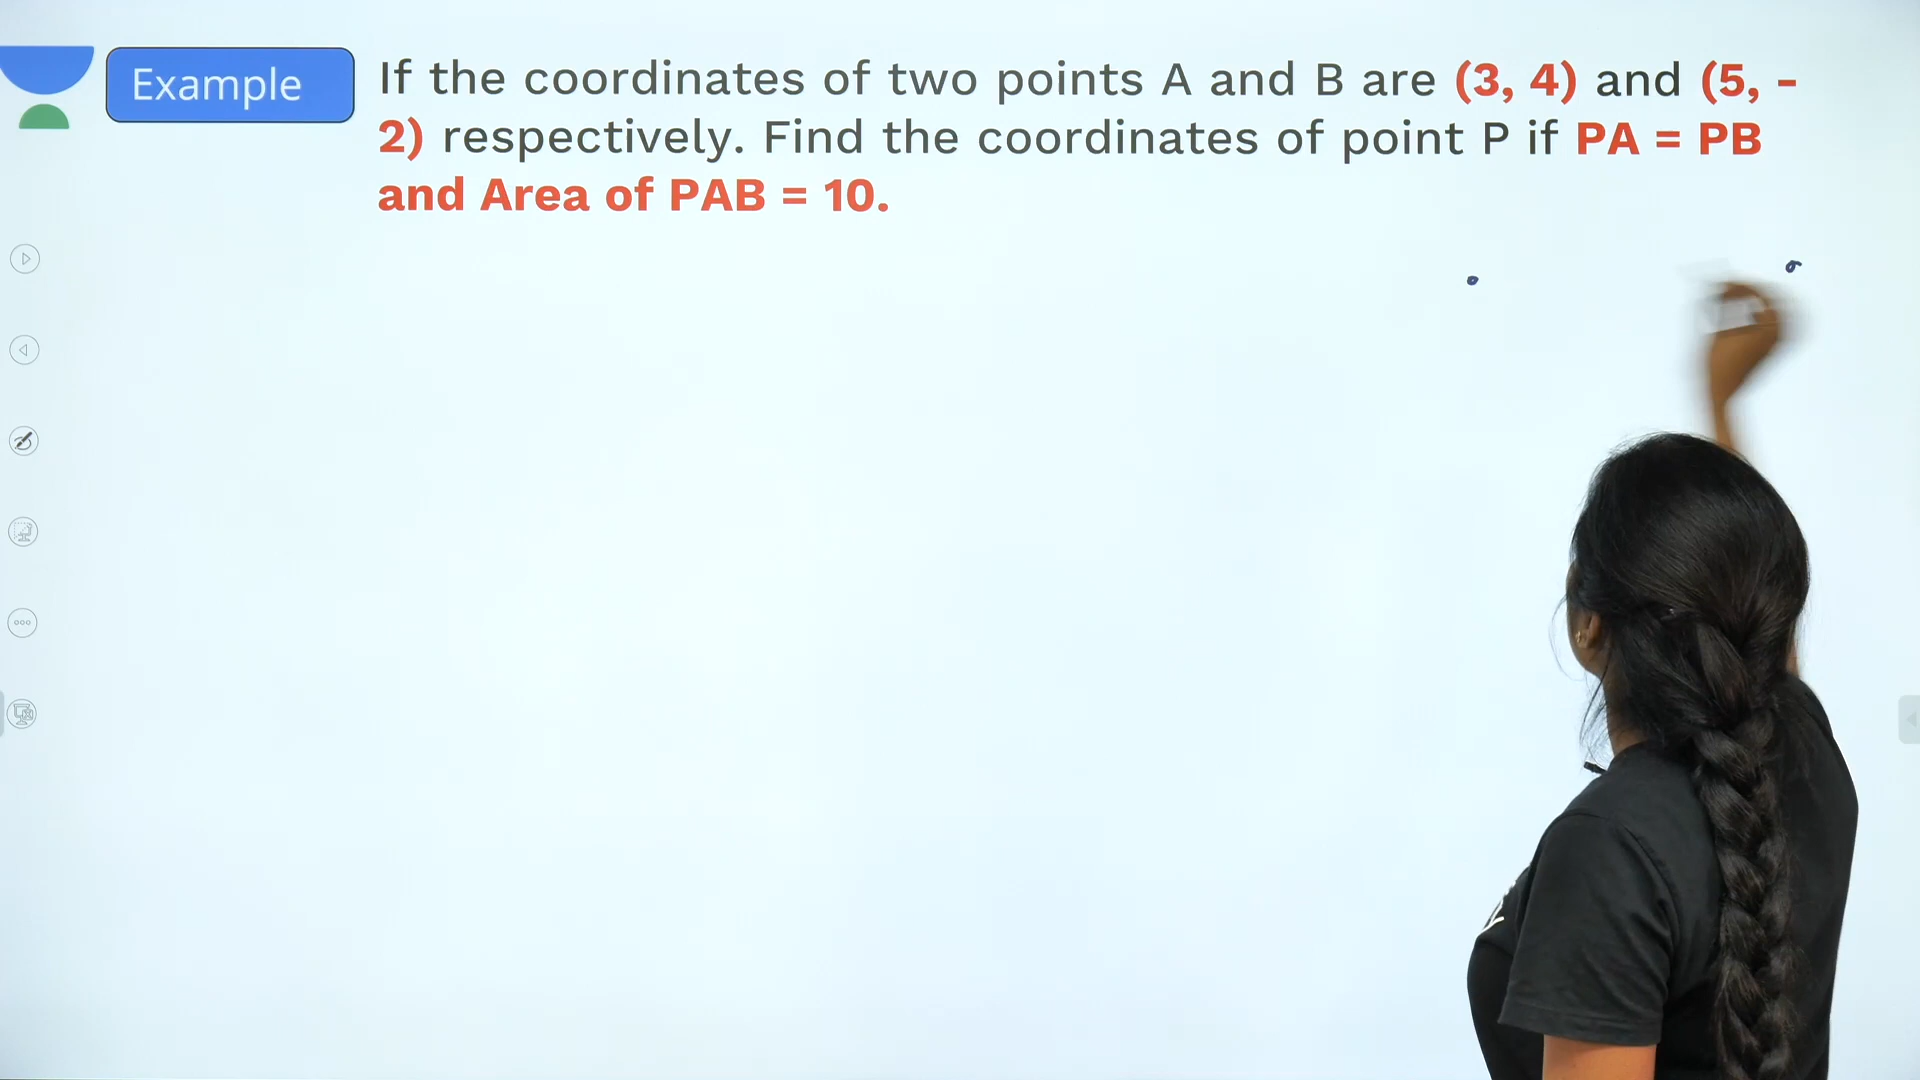 Example
If the coordinates of two points A and B are (3, 4) and (5, -
2) respectively. Find the coordinates of point P if PA = PB
and Area of PAB = 10.